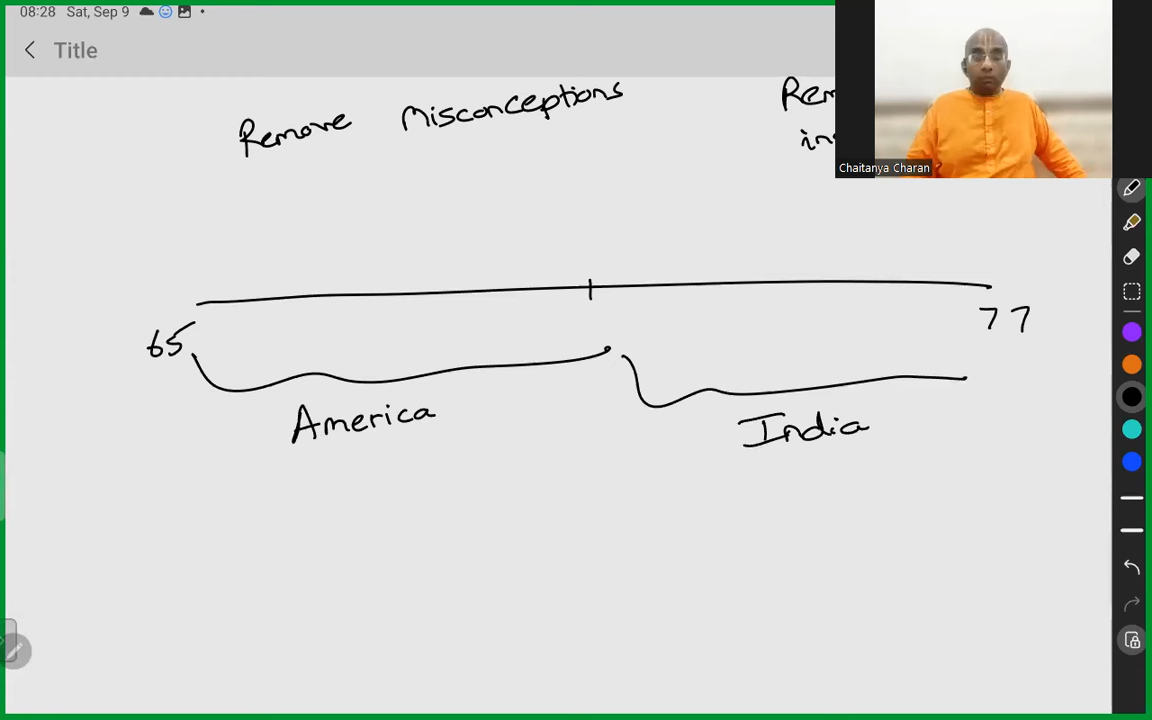 08:28 Sat, Sep 9
Title
Remove Misconceptions
Chaitanya Charan
65
77
America
India